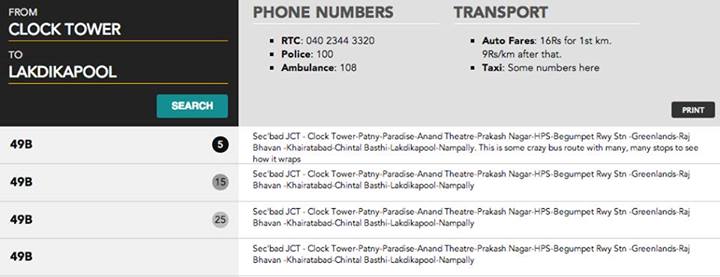 FROM
CLOCK TOWER
TO
LAKDIKAPOOL
SEARCH
PHONE NUMBERS
RTC: 040 2344 3320
Police: 100
Ambulance: 108
TRANSPORT
Auto Fares: 16Rs for 1st km.
9Rs/km after that.
Taxi: Some numbers here
PRINT
49B 5
Sec'bad JCT - Clock Tower-Patny-Paradise-Anand Theatre-Prakash Nagar-HPS-Begumpet Rwy Stn -Greenlands-Raj
Bhavan -Khairatabad-Chintal Basthi-Lakdikapool-Nampally. This is some crazy bus route with many, many stops to see
how it wraps
49B 15
Sec'bad JCT - Clock Tower-Patny-Paradise-Anand Theatre-Prakash Nagar-HPS-Begumpet Rwy Stn -Greenlands-Raj
Bhavan -Khairatabad-Chintal Basthi-Lakdikapool-Nampally
49B 25
Sec'bad JCT - Clock Tower-Patny-Paradise-Anand Theatre-Prakash Nagar-HPS-Begumpet Rwy Stn -Greenlands-Raj
Bhavan -Khairatabad-Chintal Basthi-Lakdikapool-Nampally
49B
Sec'bad JCT - Clock Tower-Patny-Paradise-Anand Theatre-Prakash Nagar-HPS-Begumpet Rwy Stn -Greenlands-Raj
Bhavan -Khairatabad-Chintal Basthi-Lakdikapool-Nampally